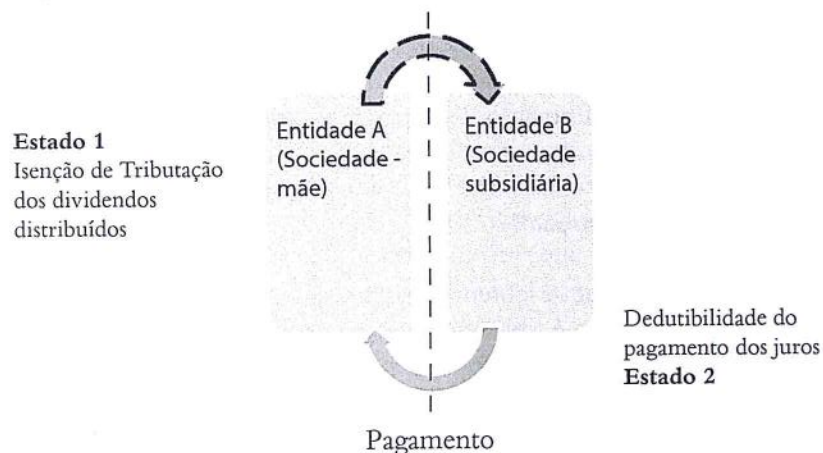 Estado 1
Isenção de Tributação
dos dividendos
distribuídos
Entidade A
(Sociedade -
mãe)
Entidade B
(Sociedade
subsidiária)
Dedutibilidade do
pagamento dos juros
Estado 2
Pagamento